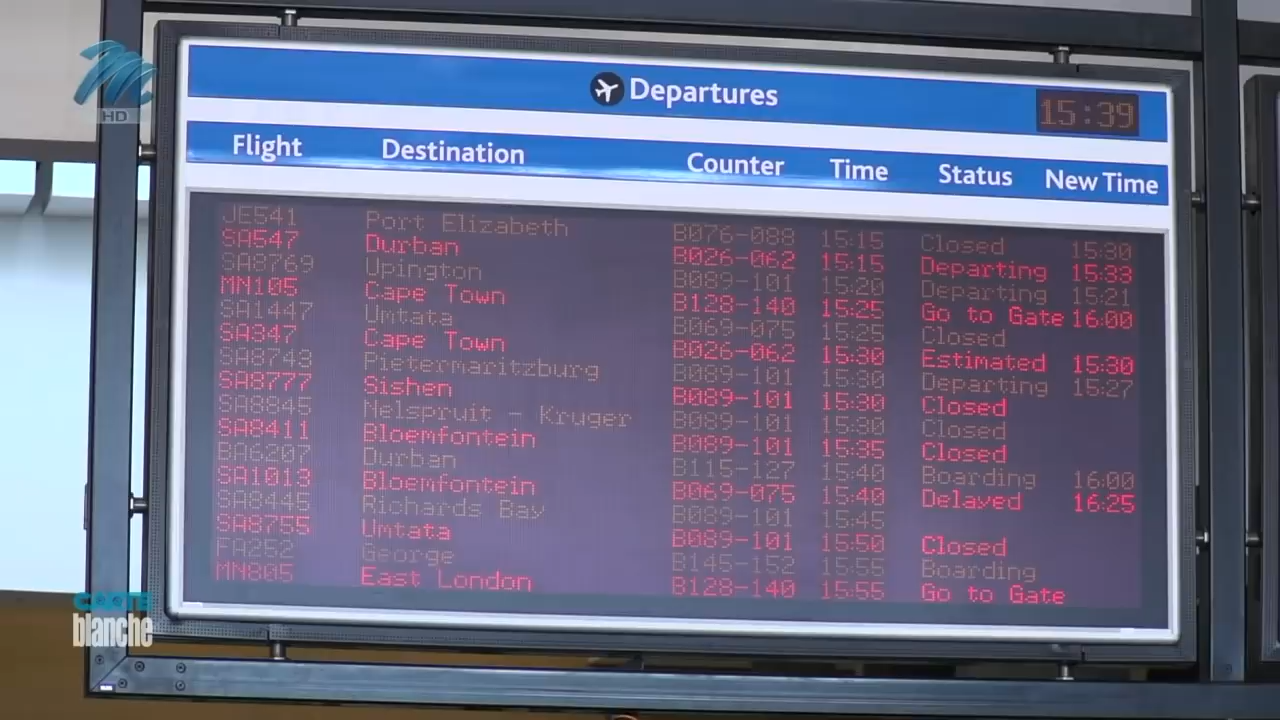 M
HD
Departures 15:39
Flight Destination Counter Time Status New Time
JE541 Port Elizabeth B076-088 15:15 Closed 15:30
SA547 Durban B026-062 15:15 Departing 15:33
SA8769 Upington B089-101 15:20 Departing 15:21
MN105 Cape Town B128-140 15:25 Go to Gate 16:00
SA1447 Umtata B069-075 15:25 Closed
SA347 Cape Town B026-062 15:30 Estimated 15:30
SA8743 Pietermaritzburg B089-101 15:30 Departing 15:27
SA8777 Sishen B089-101 15:30 Closed
SA8845 Nelspruit - Kruger B089-101 15:30 Closed
SA8411 Bloemfontein B089-101 15:35 Closed
BA6207 Durban B115-127 15:40 Boarding 16:00
SA1013 Bloemfontein B069-075 15:40 Delayed 16:25
SA8445 Richards Bay B089-101 15:45
SA8755 Umtata B089-101 15:50 Closed
FA252 George B145-152 15:55 Boarding
MN805 East London B128-140 15:55 Go to Gate
CARTE
blanche